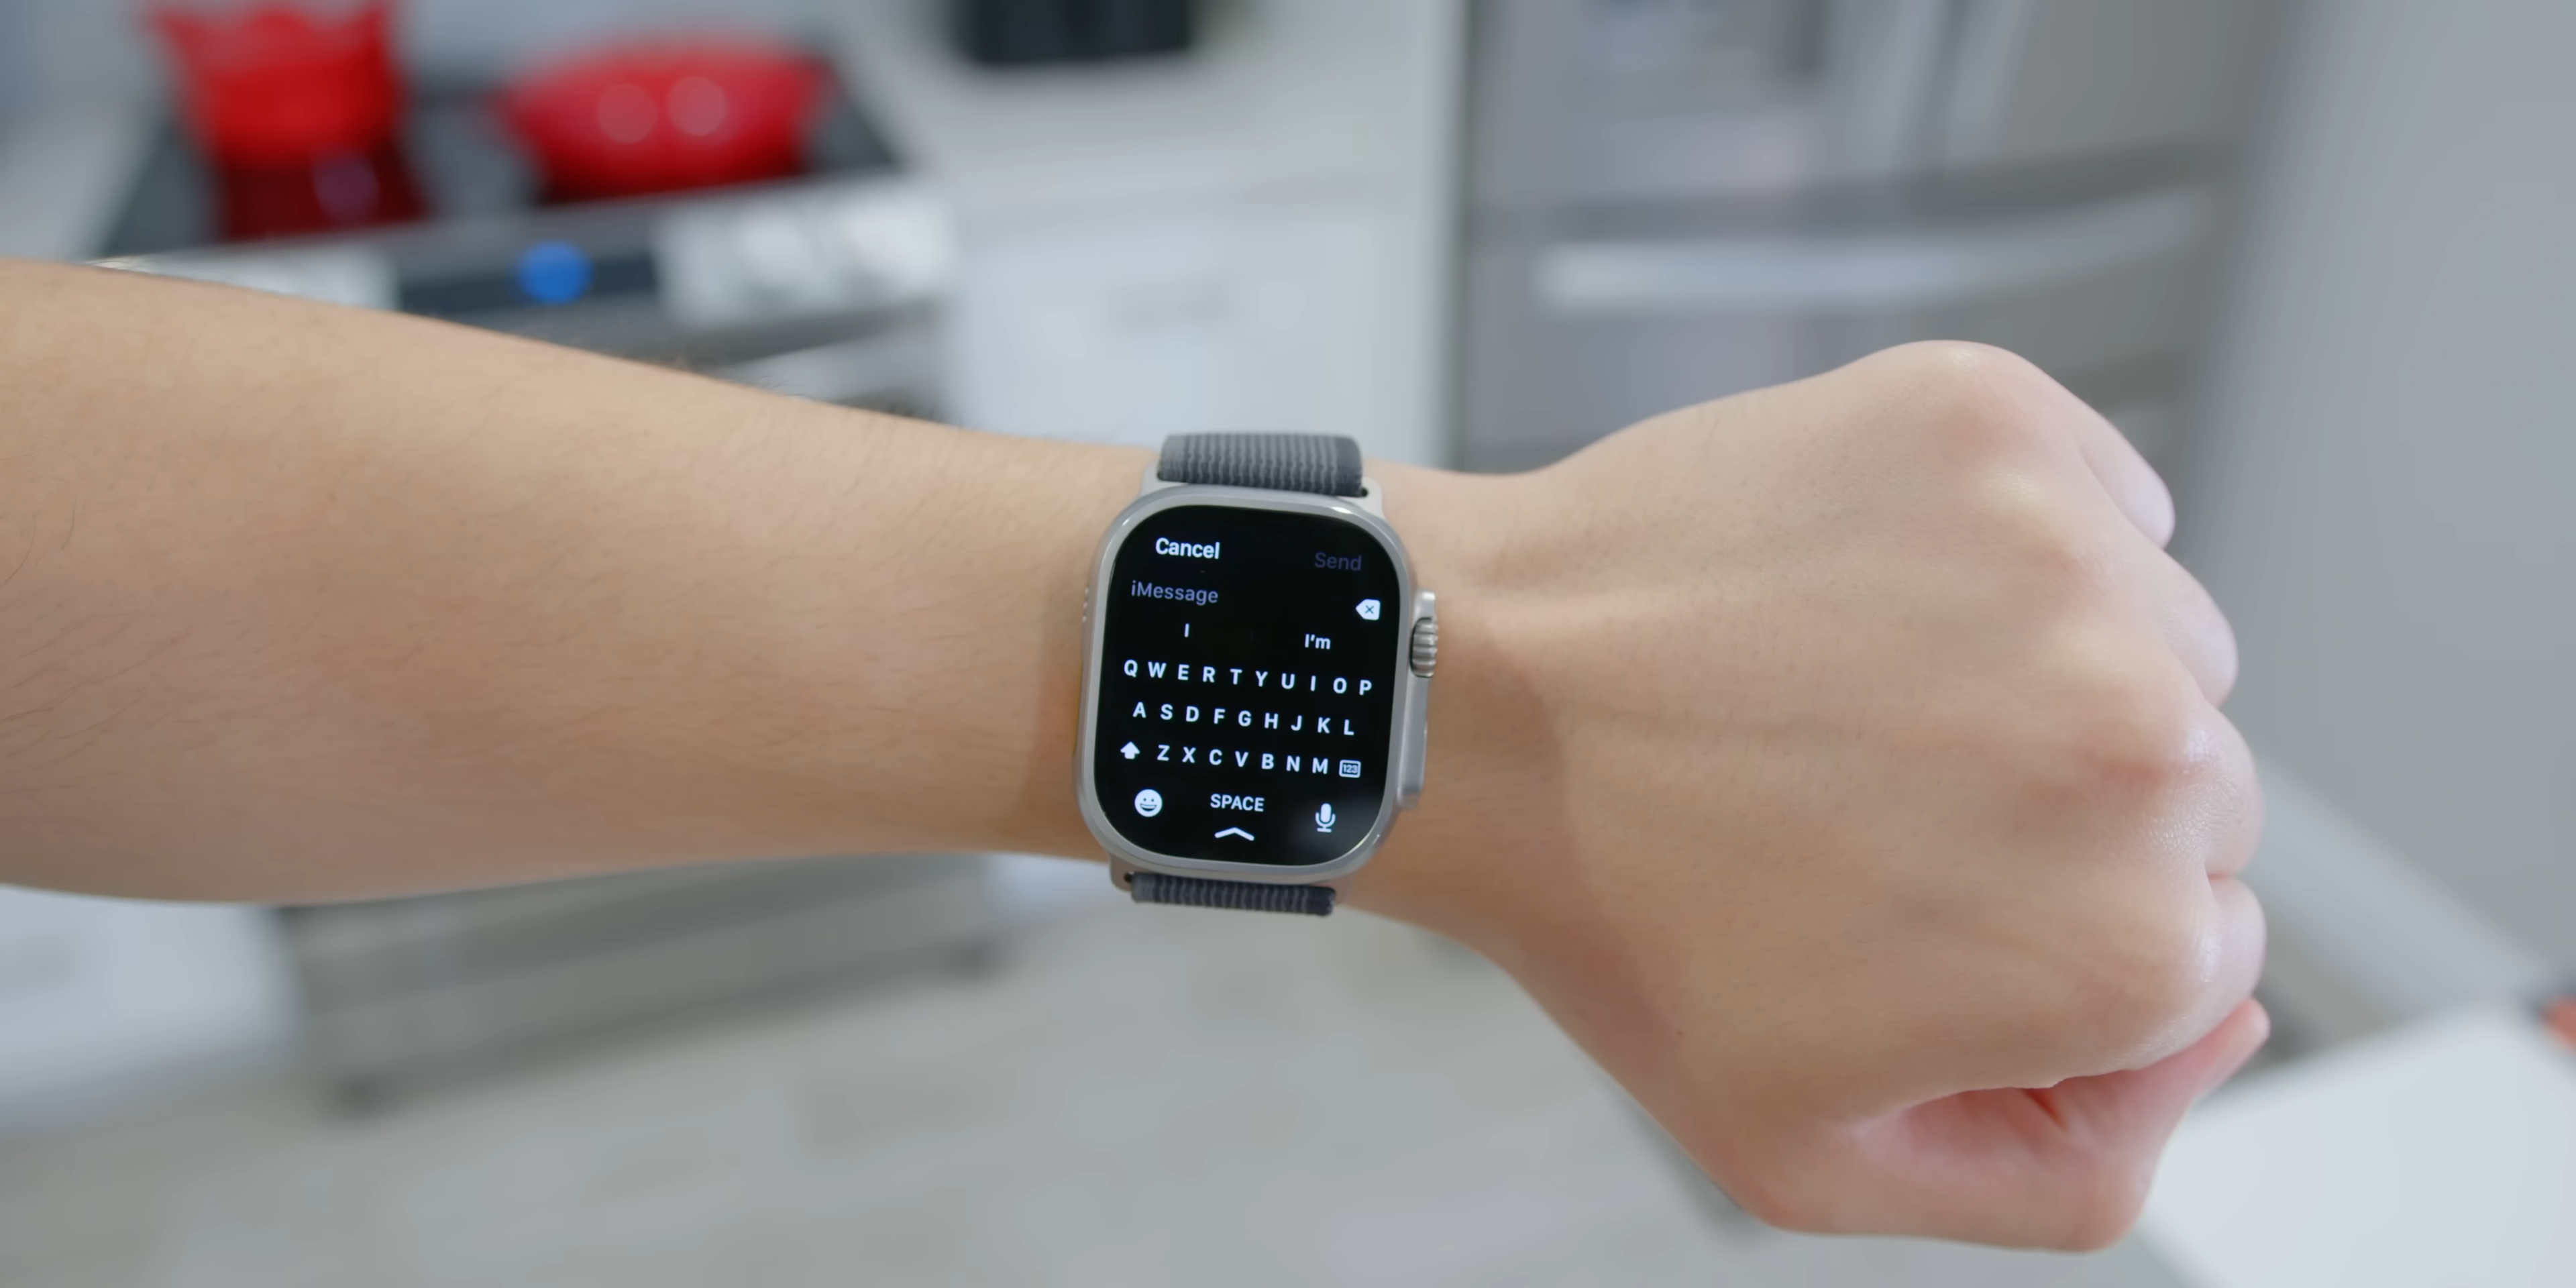 Cancel Send
iMessage
I I'm
Q W E R T Y U I O P
A S D F G H J K L
Z X C V B N M 123
SPACE